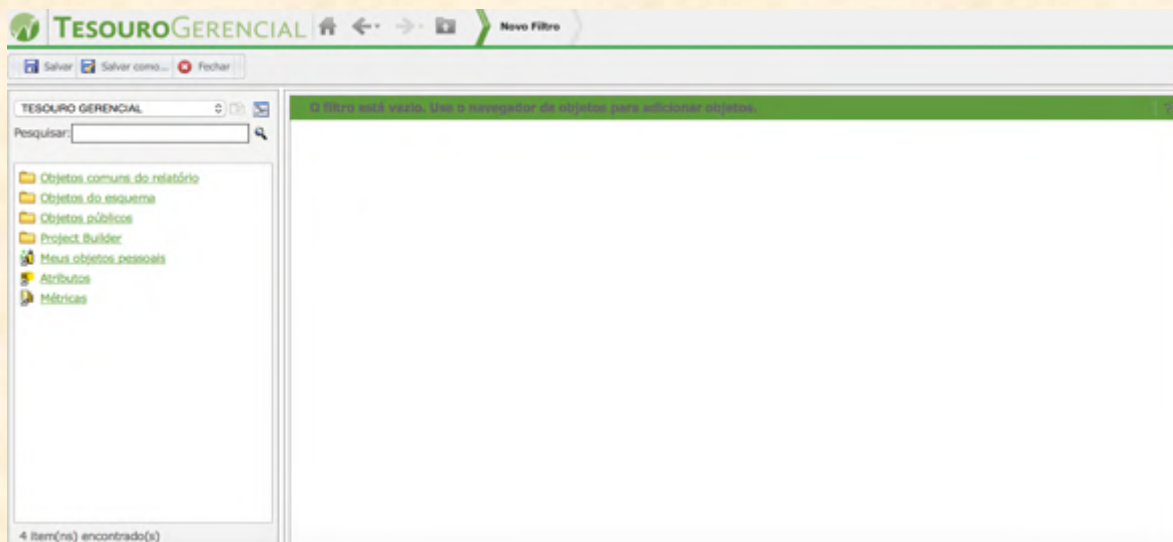 TESOUROGERENCIAL
Novo Filtro
Salvar Salvar como... Fechar
TESOURO GERENCIAL
Pesquisar:
O filtro está vazio. Use o navegador de objetos para adicionar objetos.
Objetos comuns do relatório
Objetos do esquema
Objetos públicos
Project Builder
Meus objetos pessoais
Atributos
Métricas
4 item(ns) encontrado(s)